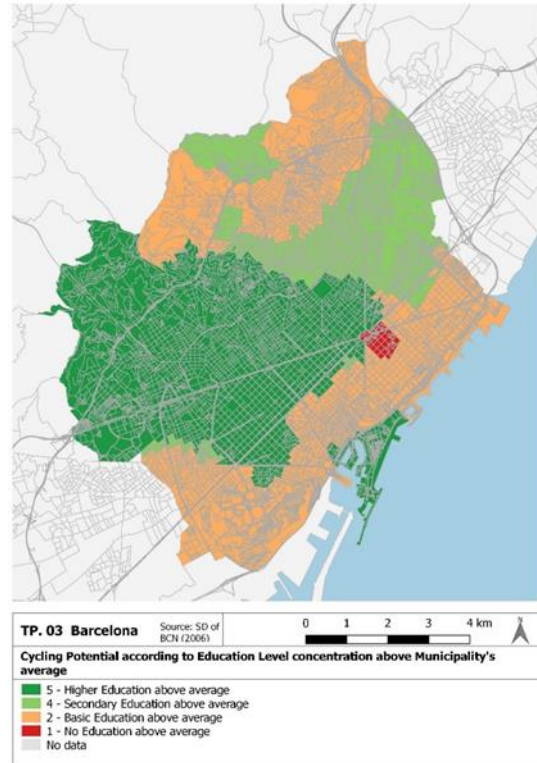 TP. 03 Barcelona
Source: SD of
BCN (2006)
0 1 2 3 4 km
N
Cycling Potential according to Education Level concentration above Municipality's
average
5 - Higher Education above average
4 - Secondary Education above average
2 - Basic Education above average
1 - No Education above average
No data